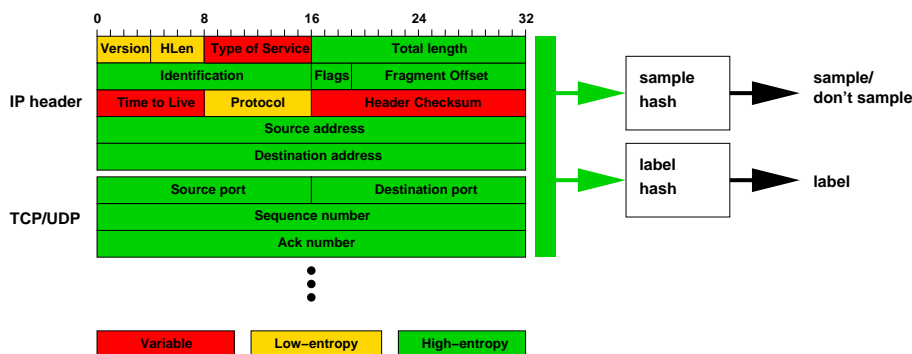 0 8 16 24 32
Version HLen Type of Service Total length
Identification Flags Fragment Offset
IP header
Time to Live Protocol Header Checksum
Source address
Destination address
Source port Destination port
TCP/UDP
Sequence number
Ack number
sample
hash
sample/
don't sample
label
hash
label
Variable Low−entropy High−entropy